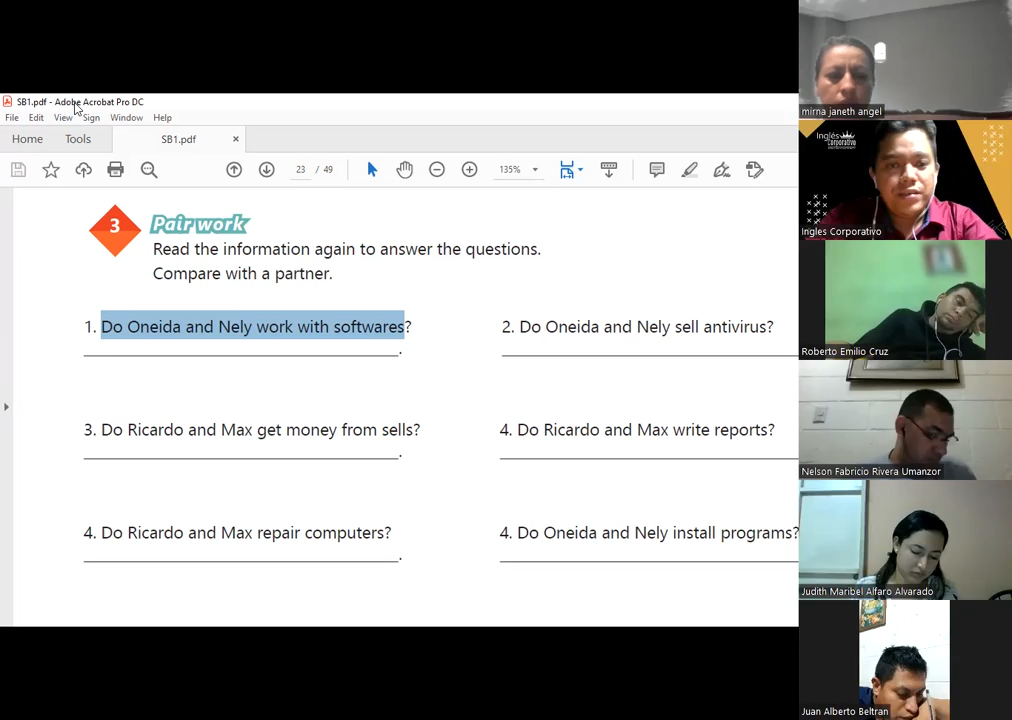 SB1.pdf - Adobe Acrobat Pro DC
File Edit View Sign Window Help
Home Tools SB1.pdf ×
23 / 49 135%
3 Pair work
Read the information again to answer the questions.
Compare with a partner.
1. Do Oneida and Nely work with softwares?
2. Do Oneida and Nely sell antivirus?
3. Do Ricardo and Max get money from sells?
4. Do Ricardo and Max write reports?
4. Do Ricardo and Max repair computers?
4. Do Oneida and Nely install programs?
mirna janeth angel
Inglés
Corporativo
Ingles Corporativo
Roberto Emilio Cruz
Nelson Fabricio Rivera Umanzor
Judith Maribel Alfaro Alvarado
Juan Alberto Beltran